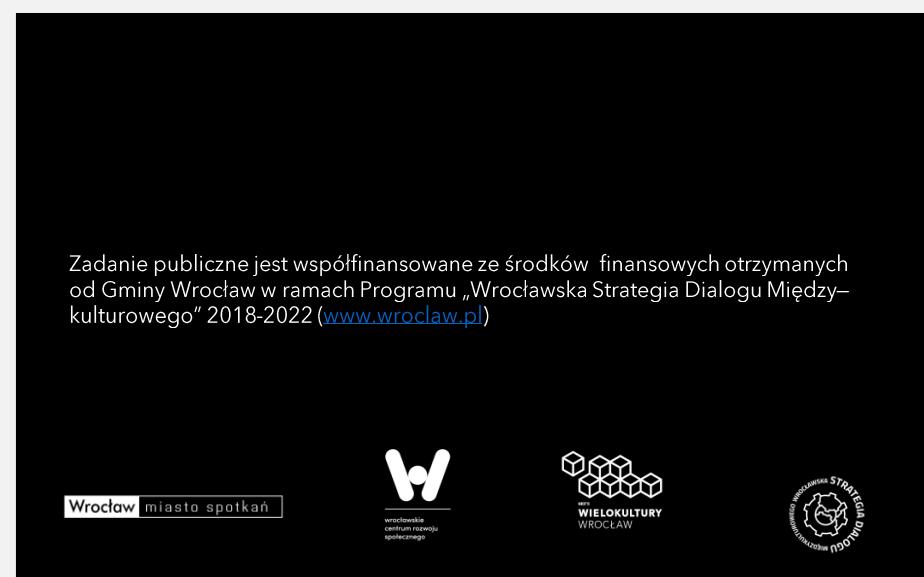 Zadanie publiczne jest współfinansowane ze środków finansowych otrzymanych
od Gminy Wrocław w ramach Programu „Wrocławska Strategia Dialogu Między—
kulturowego” 2018-2022 (www.wroclaw.pl)
Wrocław miasto spotkań
wrocławskie
centrum rozwoju
społecznego
WIELOKULTURY
WROCŁAW
WROCŁAWSKA STRATEGIA DIALOGU MIĘDZYKULTUROWEGO